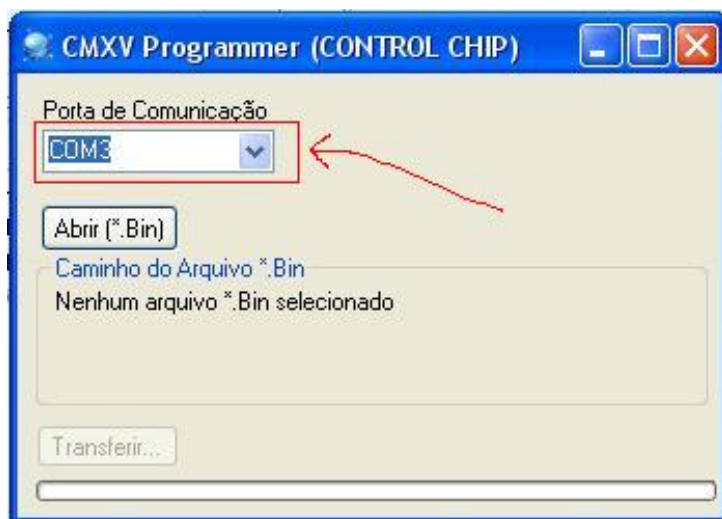 CMXV Programmer (CONTROL CHIP)
Porta de Comunicação
COM3
Abrir (*.Bin)
Caminho do Arquivo *.Bin
Nenhum arquivo *.Bin selecionado
Transferir...